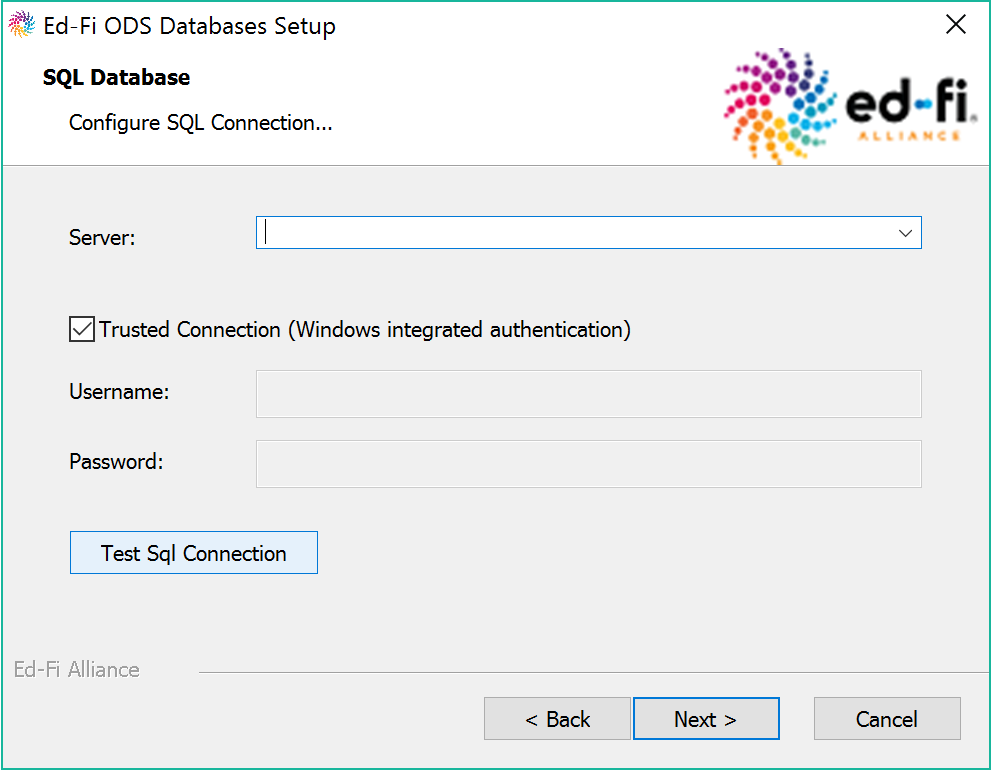 Ed-Fi ODS Databases Setup
SQL Database
Configure SQL Connection...
ed-fi®
ALLIANCE
Server:
Trusted Connection (Windows integrated authentication)
Username:
Password:
Test Sql Connection
Ed-Fi Alliance
< Back
Next >
Cancel